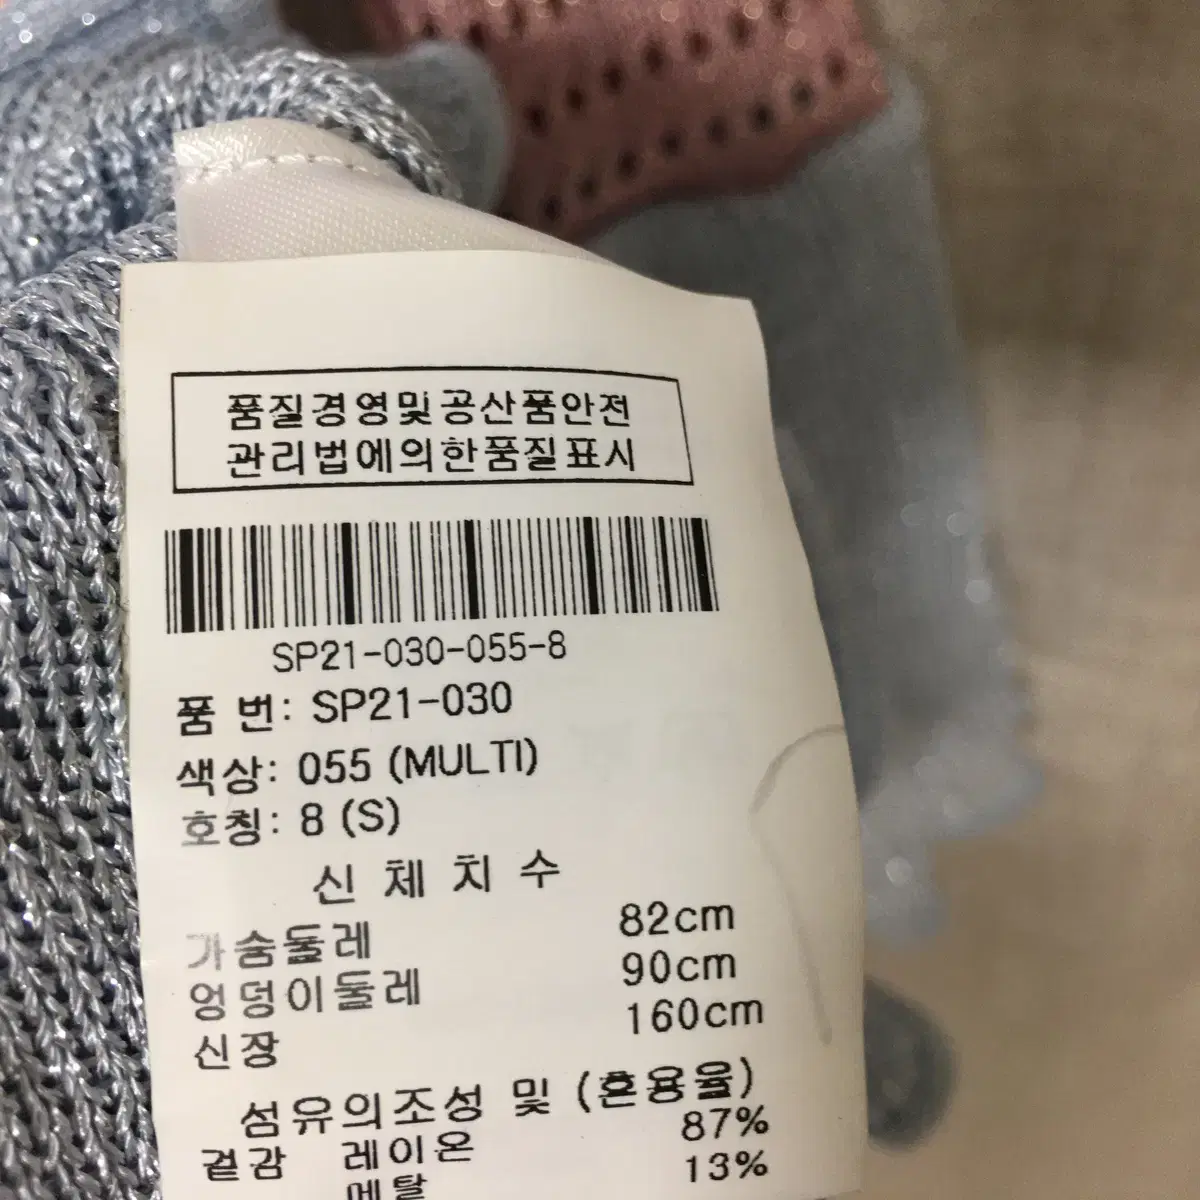 품질경영및공산품안전
관리법에의한품질표시
SP21-030-055-8
품 번: SP21-030
색상: 055 (MULTI)
호칭: 8 (S)
신 체 치 수
가슴둘레 82cm
엉덩이둘레 90cm
신장 160cm
섬유의조성 및 (혼용율)
겉감 레이온 87%
메탈 13%